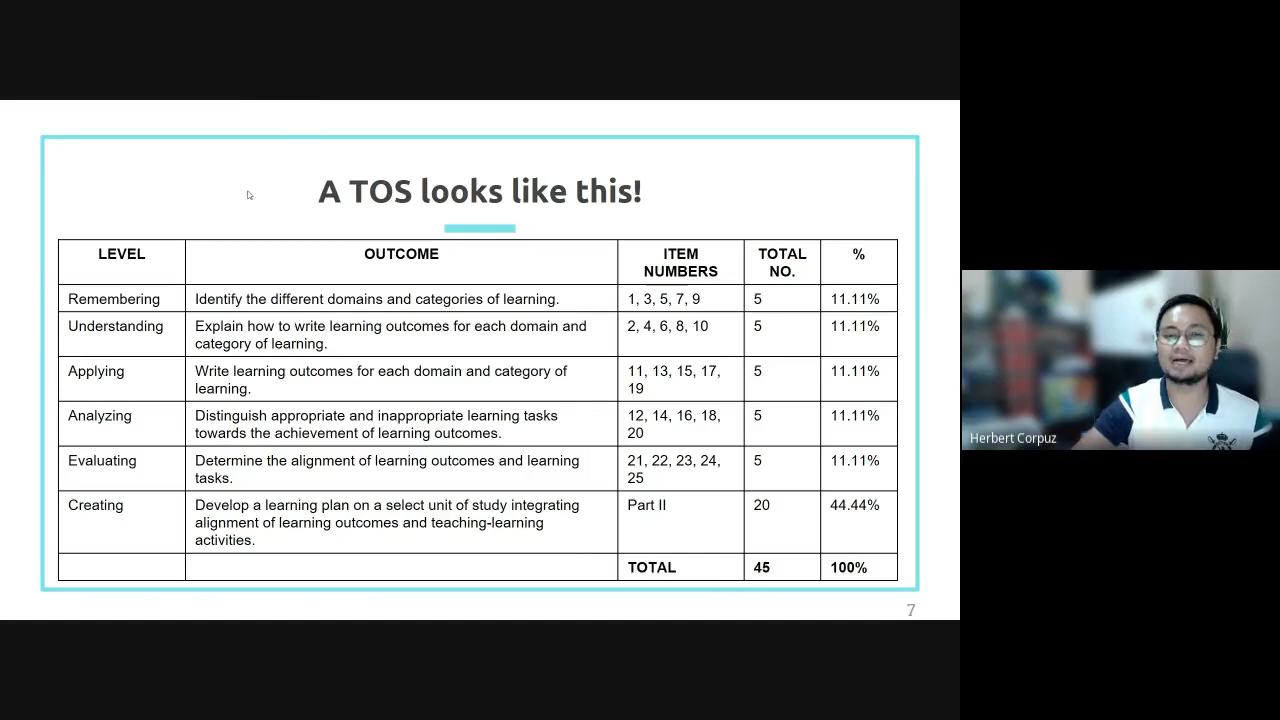 A TOS looks like this!
LEVEL OUTCOME ITEM NUMBERS TOTAL NO. %
Remembering Identify the different domains and categories of learning. 1, 3, 5, 7, 9 5 11.11%
Understanding Explain how to write learning outcomes for each domain and 2, 4, 6, 8, 10 5 11.11%
category of learning.
Applying Write learning outcomes for each domain and category of 11, 13, 15, 17, 5 11.11%
learning. 19
Analyzing Distinguish appropriate and inappropriate learning tasks 12, 14, 16, 18, 5 11.11%
towards the achievement of learning outcomes. 20
Evaluating Determine the alignment of learning outcomes and learning 21, 22, 23, 24, 5 11.11%
tasks. 25
Creating Develop a learning plan on a select unit of study integrating Part II 20 44.44%
alignment of learning outcomes and teaching-learning
activities.
TOTAL 45 100%
7
Herbert Corpuz